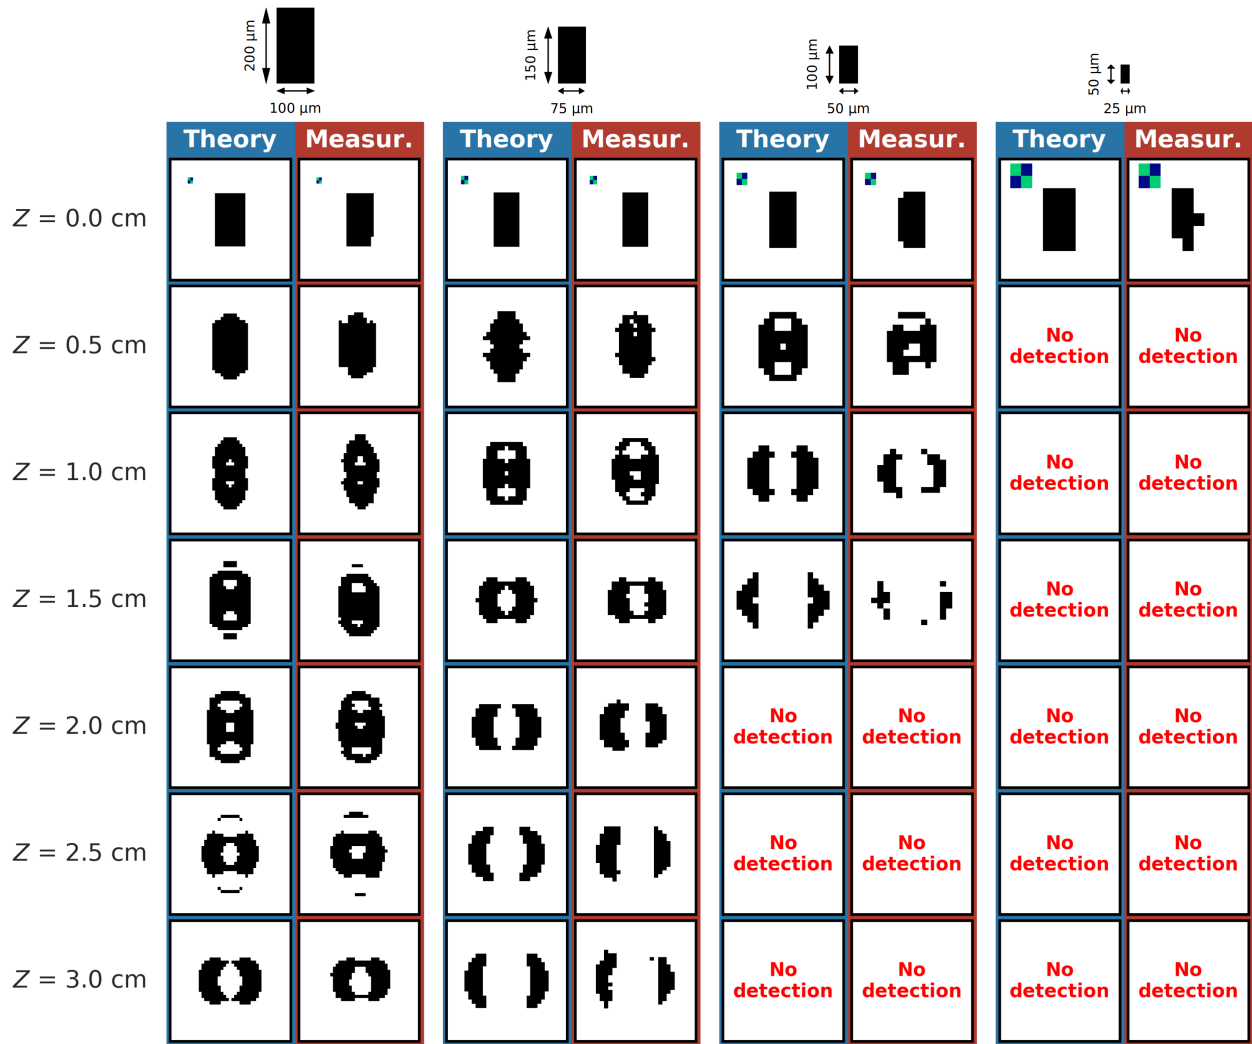 200 μm
100 μm
150 μm
75 μm
100 μm
50 μm
50 μm
25 μm
Theory Measur. Theory Measur. Theory Measur. Theory Measur.
Z = 0.0 cm
Z = 0.5 cm
No
detection
No
detection
Z = 1.0 cm
No
detection
No
detection
Z = 1.5 cm
No
detection
No
detection
Z = 2.0 cm
No
detection
No
detection
No
detection
No
detection
Z = 2.5 cm
No
detection
No
detection
No
detection
No
detection
Z = 3.0 cm
No
detection
No
detection
No
detection
No
detection